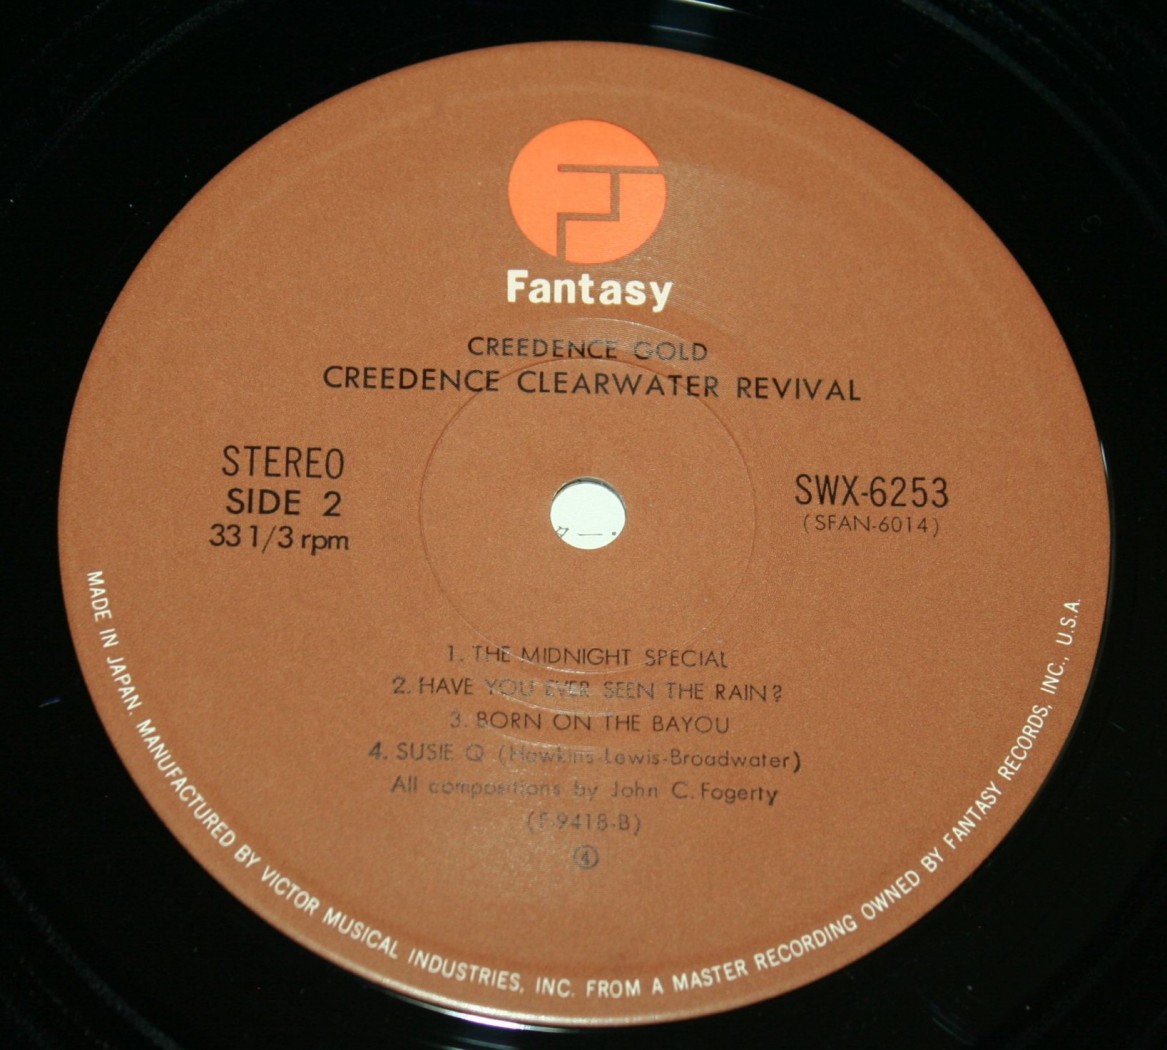 Fantasy
CREEDENCE GOLD
CREEDENCE CLEARWATER REVIVAL
STEREO
SIDE 2
33 1/3 rpm
SWX-6253
(SFAN-6014)
1. THE MIDNIGHT SPECIAL
2. HAVE YOU EVER SEEN THE RAIN?
3. BORN ON THE BAYOU
4. SUSIE Q (Hawkins-Lewis-Broadwater)
All compositions by John C. Fogerty
(F-9418-B)
④
MADE IN JAPAN. MANUFACTURED BY VICTOR MUSICAL INDUSTRIES, INC. FROM A MASTER RECORDING OWNED BY FANTASY RECORDS, INC., U.S.A.